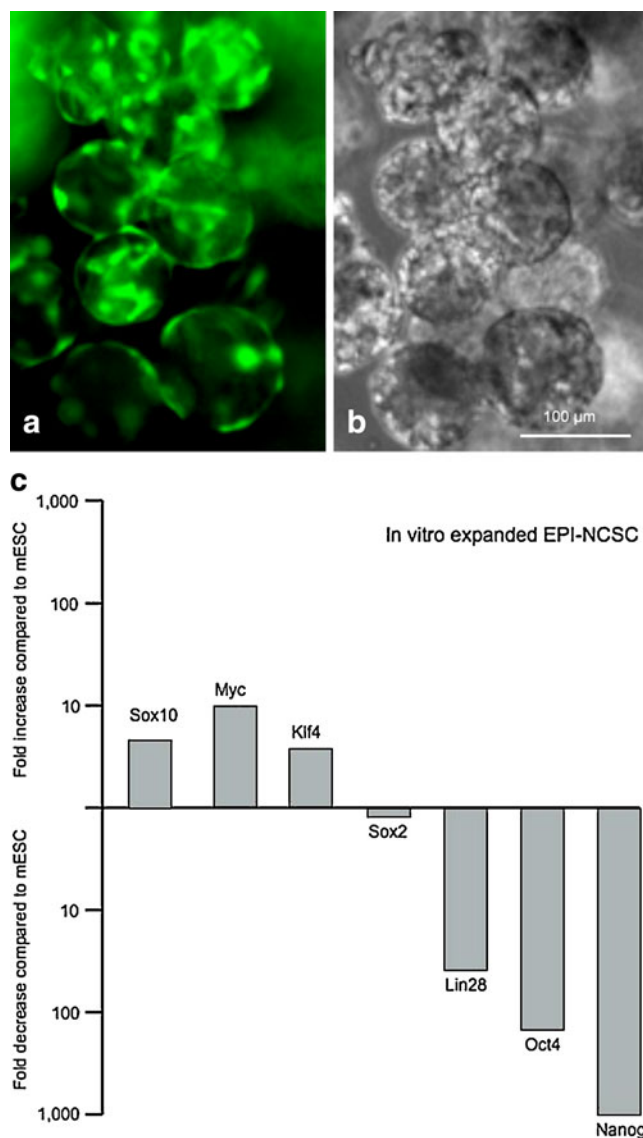 a
b
100 µm
c
1,000
100
10
10
100
1,000
Fold increase compared to mESC
Fold decrease compared to mESC
In vitro expanded EPI-NCSC
Sox10
Myc
Klf4
Sox2
Lin28
Oct4
Nanog